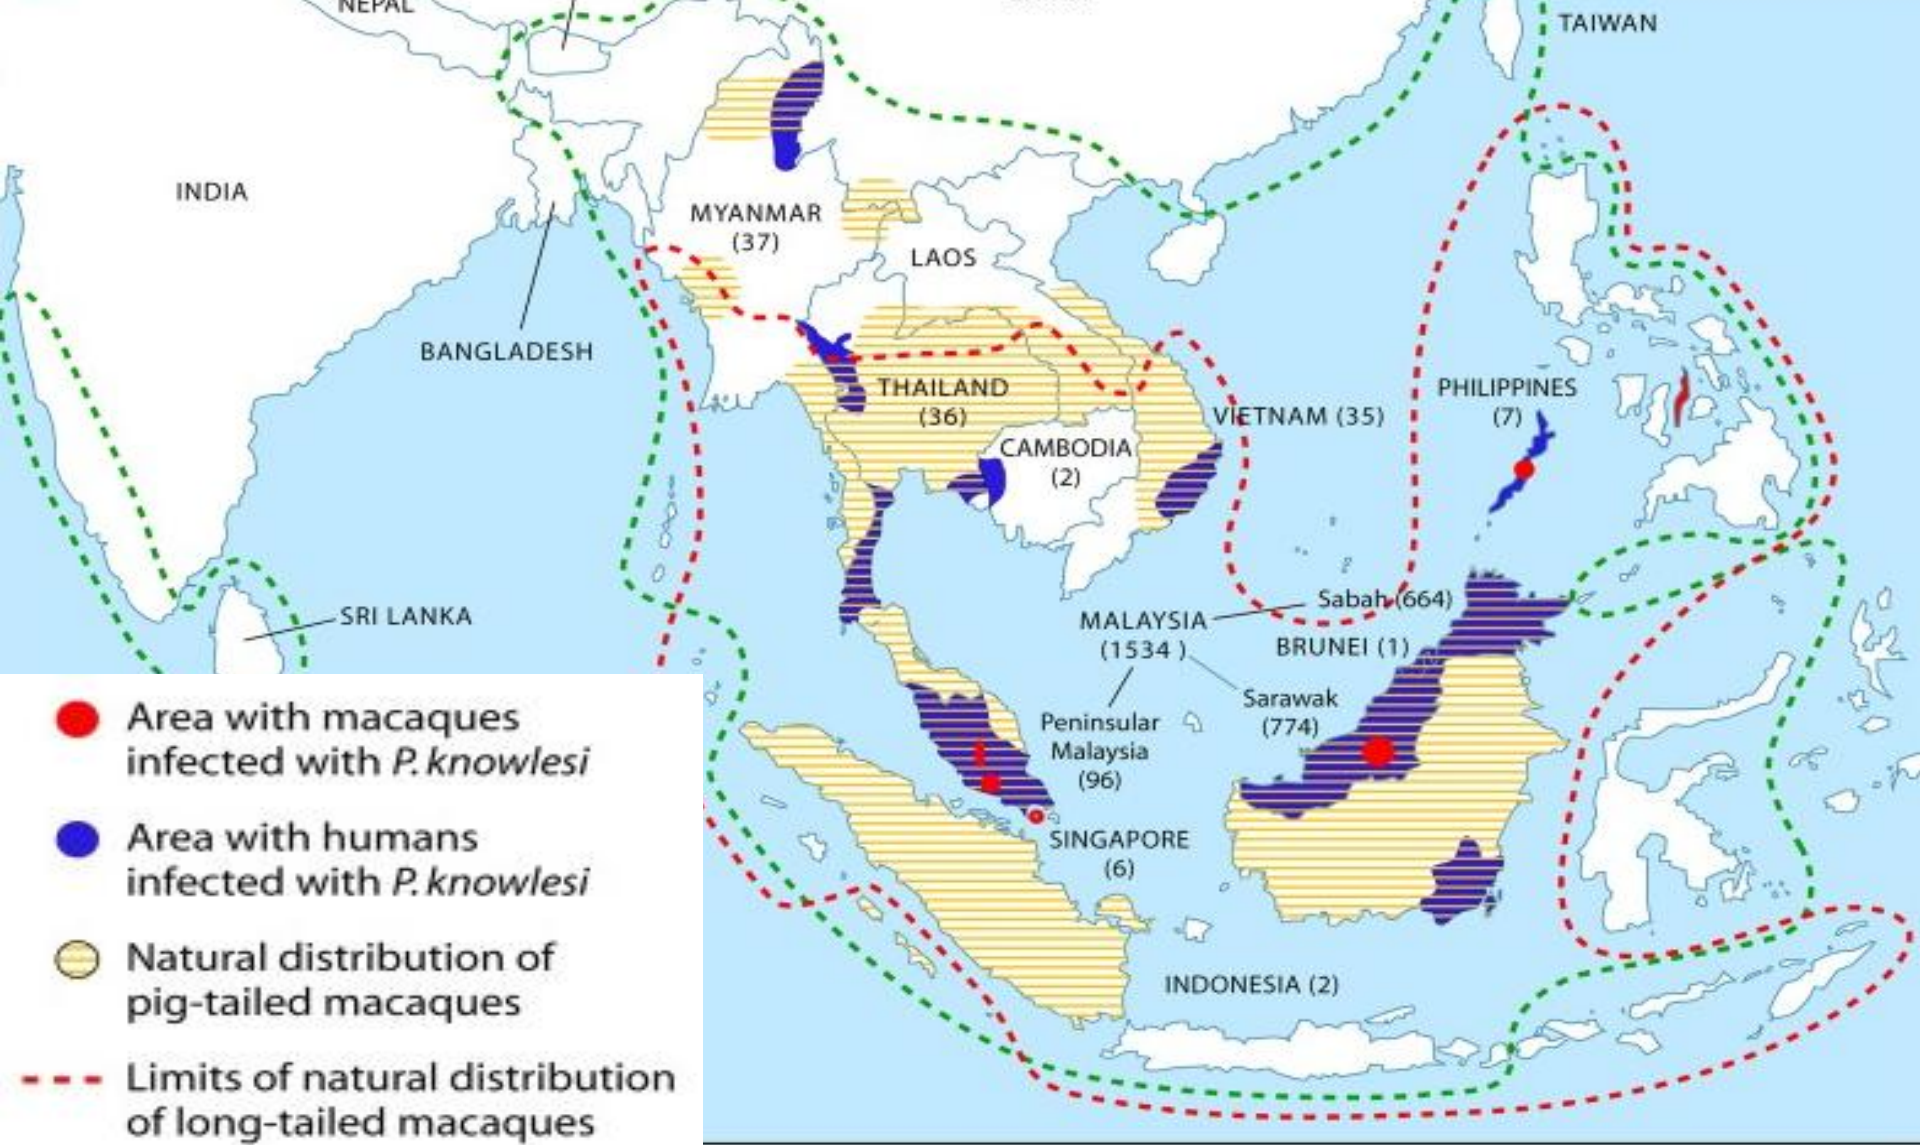 NEPAL
TAIWAN
INDIA
MYANMAR
(37)
LAOS
BANGLADESH
THAILAND
(36)
VIETNAM (35)
PHILIPPINES
(7)
CAMBODIA
(2)
SRI LANKA
MALAYSIA
(1534 )
Sabah (664)
BRUNEI (1)
Sarawak
(774)
Peninsular
Malaysia
(96)
SINGAPORE
(6)
INDONESIA (2)
Area with macaques
infected with P. knowlesi
Area with humans
infected with P. knowlesi
Natural distribution of
pig-tailed macaques
Limits of natural distribution
of long-tailed macaques